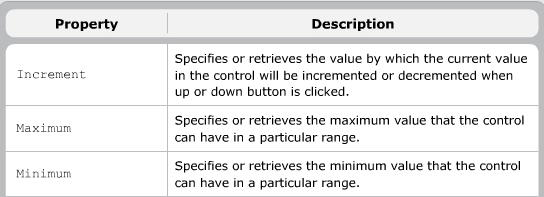 Property Description
Increment
Specifies or retrieves the value by which the current value
in the control will be incremented or decremented when
up or down button is clicked.
Maximum
Specifies or retrieves the maximum value that the control
can have in a particular range.
Minimum
Specifies or retrieves the minimum value that the control
can have in a particular range.